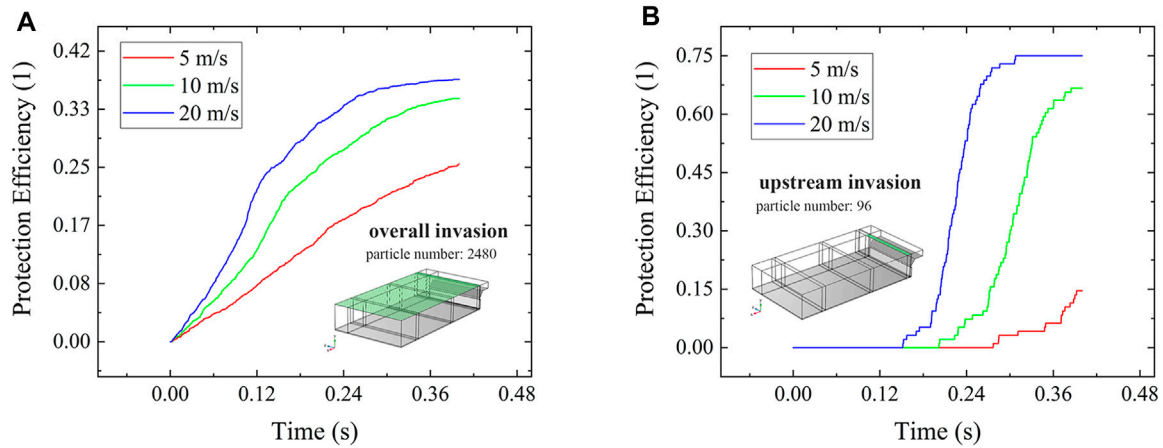 A
5 m/s
10 m/s
20 m/s
overall invasion
particle number: 2480
Protection Efficiency (1)
0.42
0.33
0.25
0.17
0.08
0.00
0.00 0.12 0.24 0.36 0.48
Time (s)
B
5 m/s
10 m/s
20 m/s
upstream invasion
particle number: 96
Protection Efficiency (1)
0.75
0.60
0.45
0.30
0.15
0.00
0.00 0.12 0.24 0.36 0.48
Time (s)